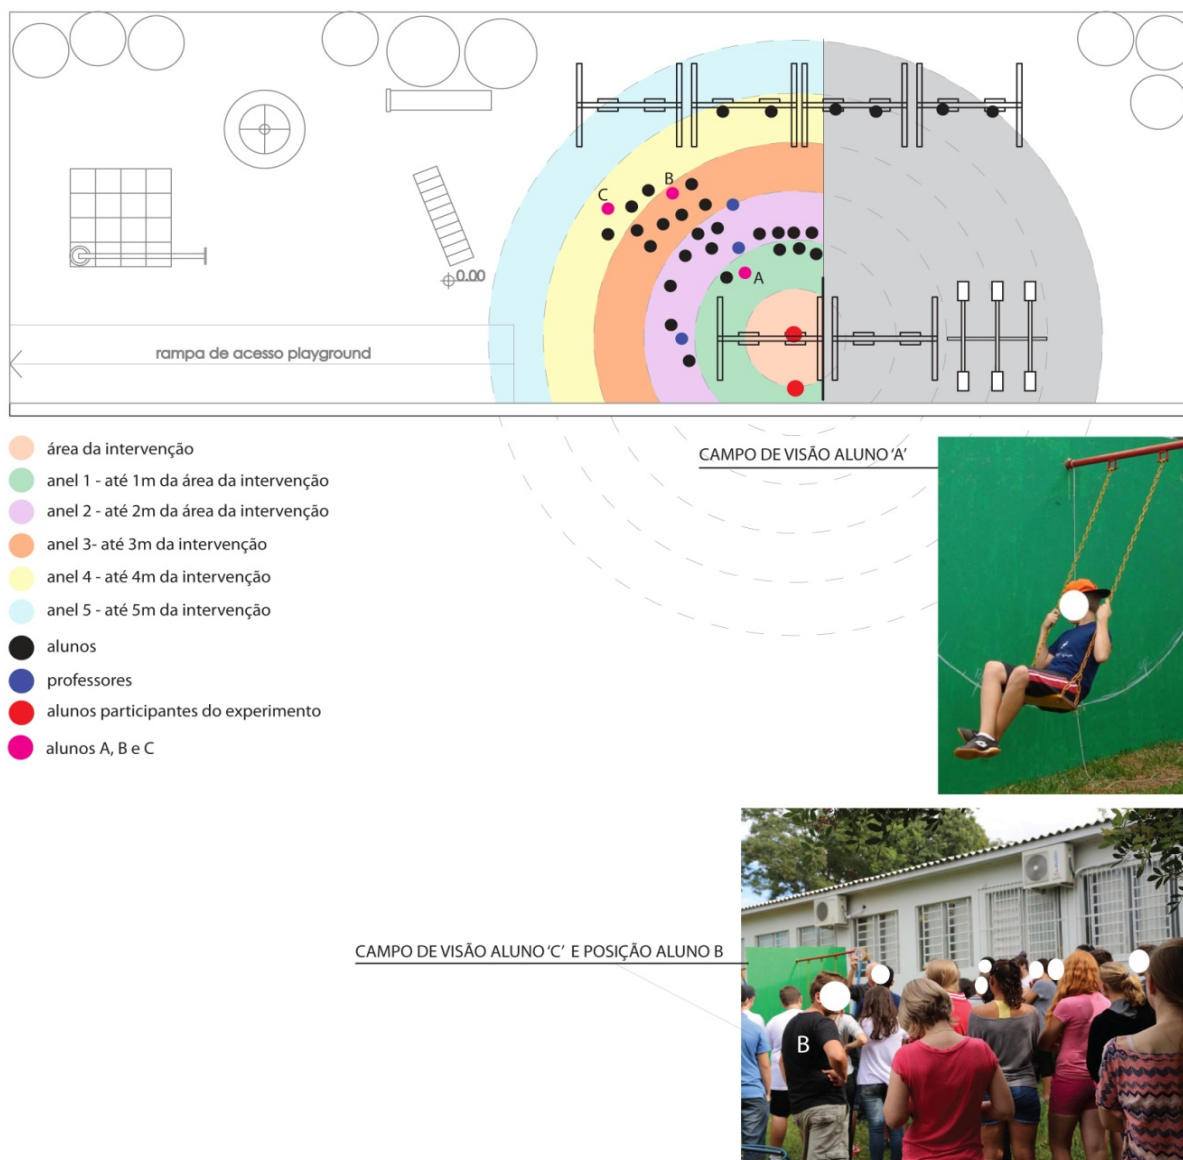 B
C
A
0.00
rampa de acesso playground
área da intervenção
anel 1 - até 1m da área da intervenção
anel 2 - até 2m da área da intervenção
anel 3- até 3m da intervenção
anel 4 - até 4m da intervenção
anel 5 - até 5m da intervenção
alunos
professores
alunos participantes do experimento
alunos A, B e C
CAMPO DE VISÃO ALUNO 'A'
CAMPO DE VISÃO ALUNO 'C' E POSIÇÃO ALUNO B
B